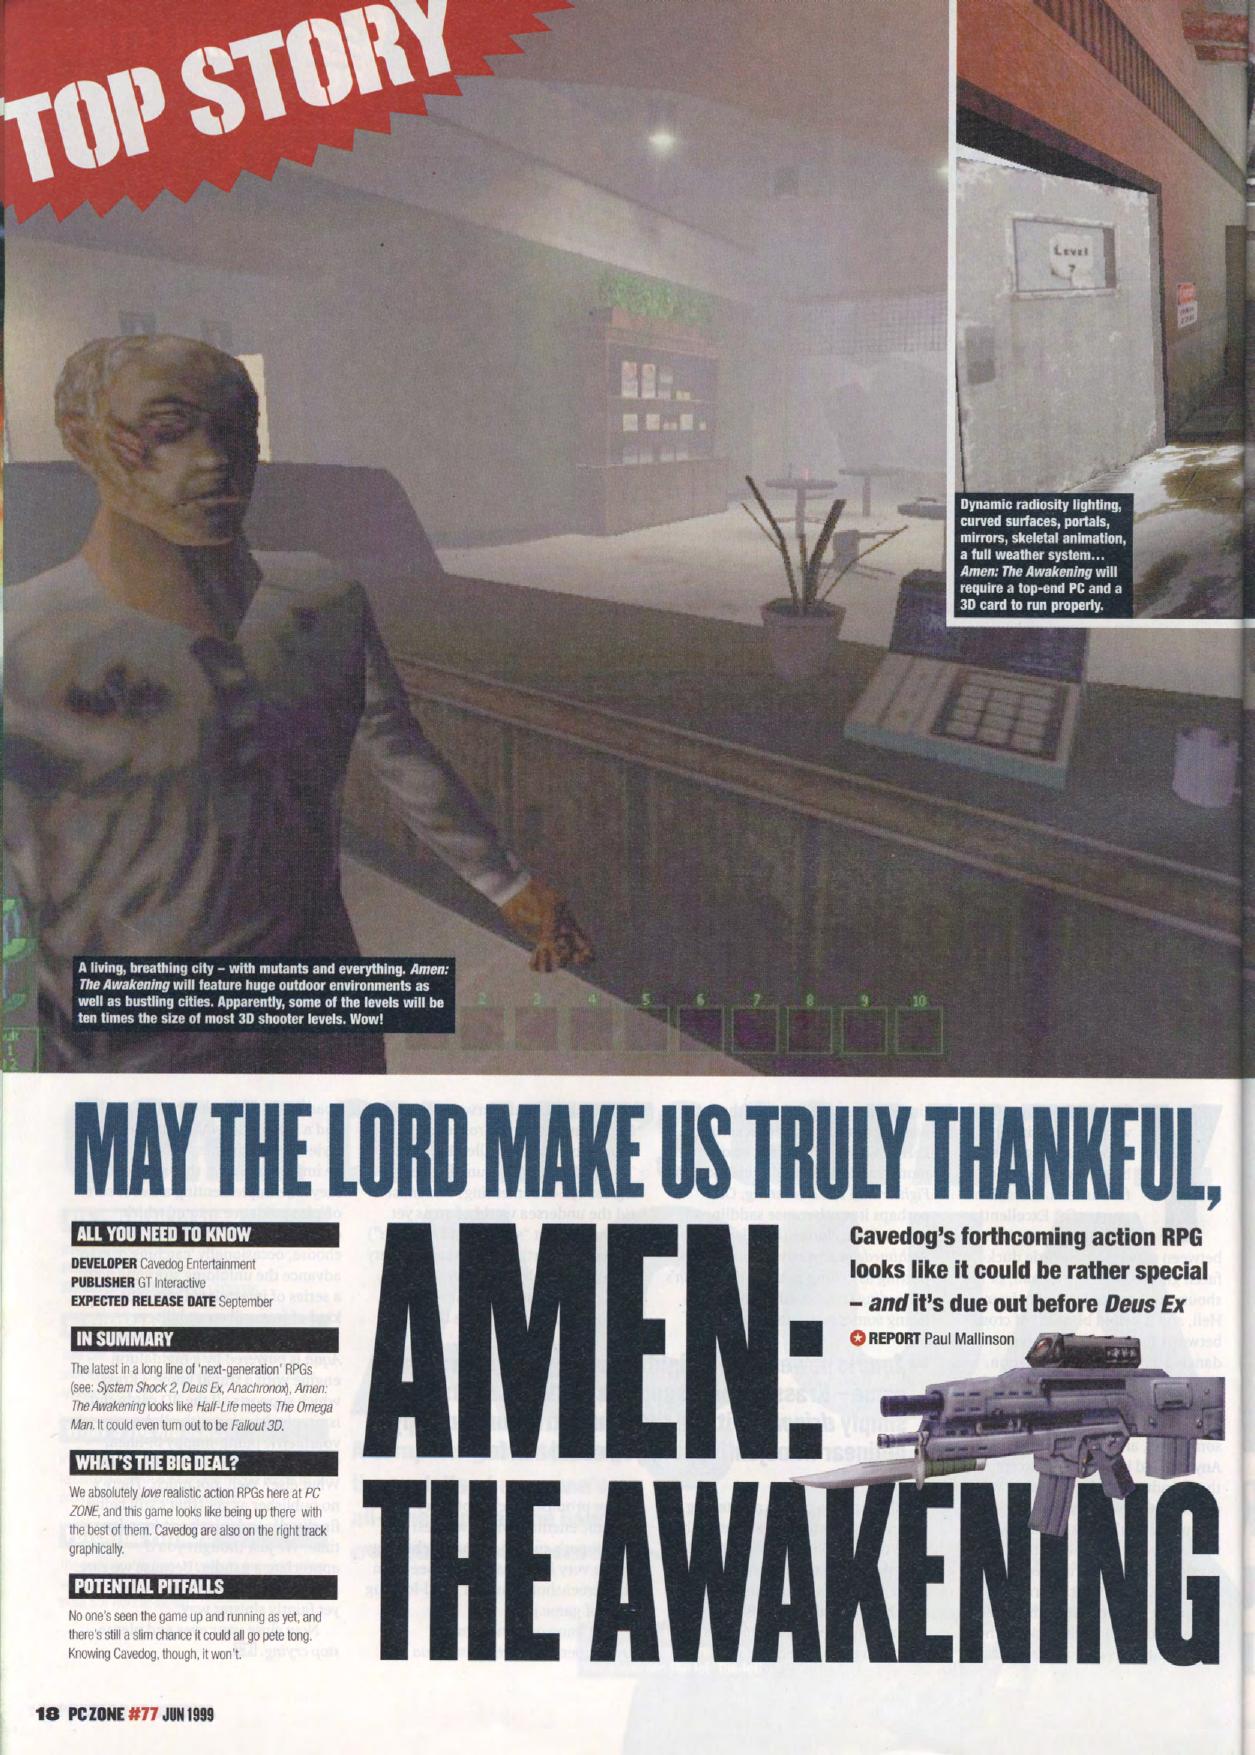 TOP STORY
Level
7
Dynamic radiosity lighting,
curved surfaces, portals,
mirrors, skeletal animation,
a full weather system...
Amen: The Awakening will
require a top-end PC and a
3D card to run properly.
A living, breathing city – with mutants and everything. Amen:
The Awakening will feature huge outdoor environments as
well as bustling cities. Apparently, some of the levels will be
ten times the size of most 3D shooter levels. Wow!
2 3 4 5 6 7 8 9 10
1
12
MAY THE LORD MAKE US TRULY THANKFUL,
AMEN:
THE AWAKENING
Cavedog's forthcoming action RPG
looks like it could be rather special
– and it's due out before Deus Ex
REPORT Paul Mallinson
ALL YOU NEED TO KNOW
DEVELOPER Cavedog Entertainment
PUBLISHER GT Interactive
EXPECTED RELEASE DATE September
IN SUMMARY
The latest in a long line of 'next-generation' RPGs
(see: System Shock 2, Deus Ex, Anachronox), Amen:
The Awakening looks like Half-Life meets The Omega
Man. It could even turn out to be Fallout 3D.
WHAT'S THE BIG DEAL?
We absolutely love realistic action RPGs here at PC
ZONE, and this game looks like being up there with
the best of them. Cavedog are also on the right track
graphically.
POTENTIAL PITFALLS
No one's seen the game up and running as yet, and
there's still a slim chance it could all go pete tong.
Knowing Cavedog, though, it won't.
18 PC ZONE #77 JUN 1999